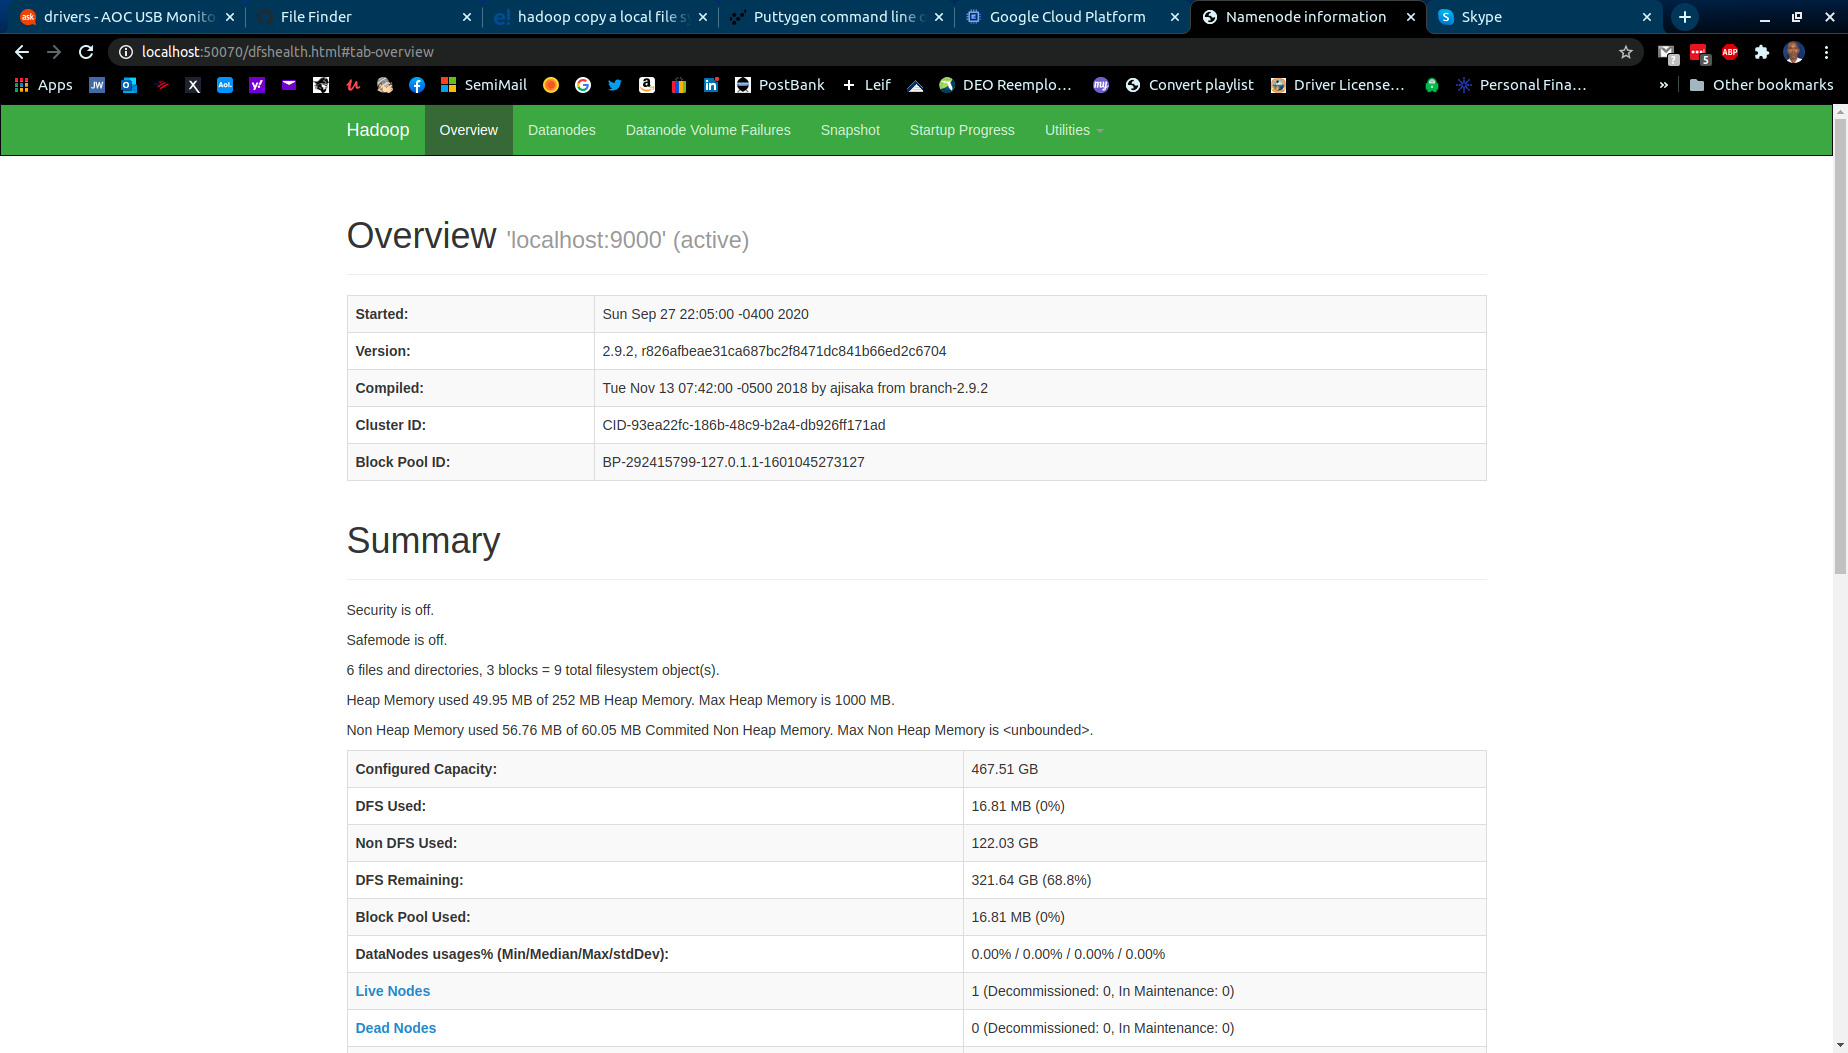 drivers - AOC USB Monito
File Finder
hadoop copy a local file sy
Puttygen command line o
Google Cloud Platform
Namenode information
Skype
localhost:50070/dfshealth.html#tab-overview
Apps
SemiMail
PostBank
Leif
DEO Reemplo...
Convert playlist
Driver License...
Personal Fina...
»
Other bookmarks
Hadoop Overview Datanodes Datanode Volume Failures Snapshot Startup Progress Utilities
Overview 'localhost:9000' (active)
Started: Sun Sep 27 22:05:00 -0400 2020
Version: 2.9.2, r826afbeae31ca687bc2f8471dc841b66ed2c6704
Compiled: Tue Nov 13 07:42:00 -0500 2018 by ajisaka from branch-2.9.2
Cluster ID: CID-93ea22fc-186b-48c9-b2a4-db926ff171ad
Block Pool ID: BP-292415799-127.0.1.1-1601045273127
Summary
Security is off.
Safemode is off.
6 files and directories, 3 blocks = 9 total filesystem object(s).
Heap Memory used 49.95 MB of 252 MB Heap Memory. Max Heap Memory is 1000 MB.
Non Heap Memory used 56.76 MB of 60.05 MB Commited Non Heap Memory. Max Non Heap Memory is <unbounded>.
Configured Capacity: 467.51 GB
DFS Used: 16.81 MB (0%)
Non DFS Used: 122.03 GB
DFS Remaining: 321.64 GB (68.8%)
Block Pool Used: 16.81 MB (0%)
DataNodes usages% (Min/Median/Max/stdDev): 0.00% / 0.00% / 0.00% / 0.00%
Live Nodes 1 (Decommissioned: 0, In Maintenance: 0)
Dead Nodes 0 (Decommissioned: 0, In Maintenance: 0)